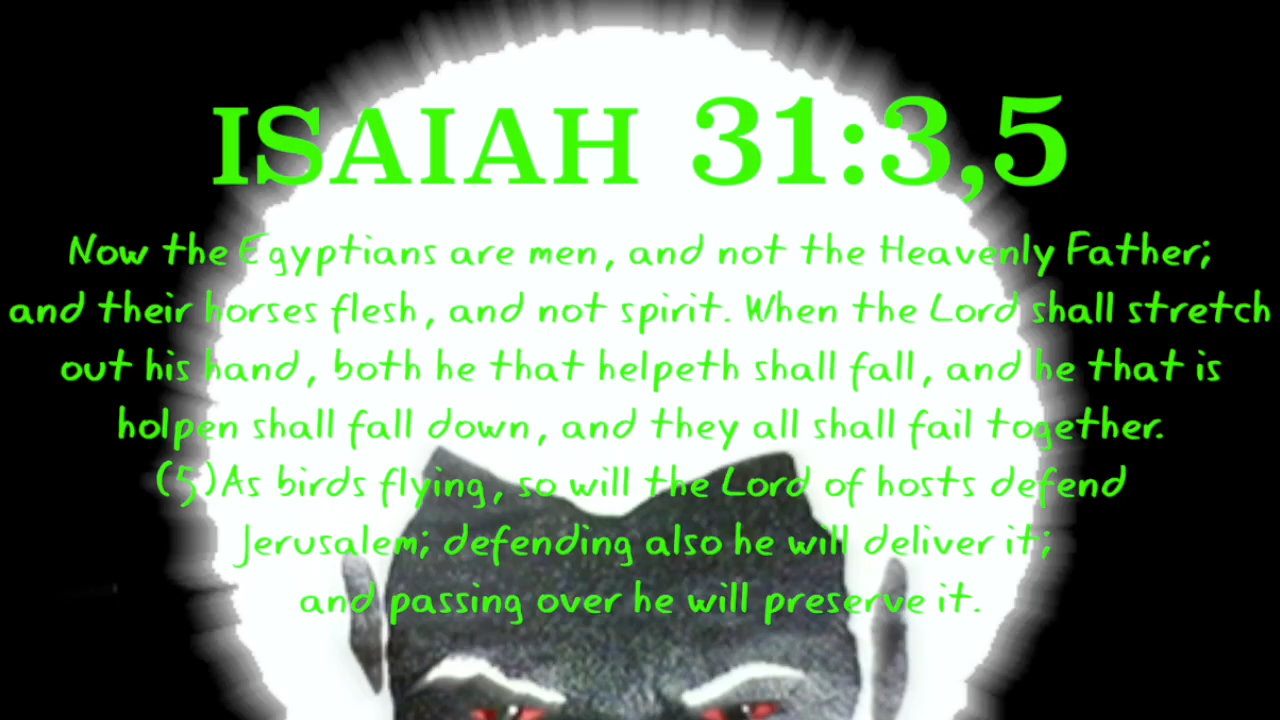 ISAIAH 31:3,5
Now the Egyptians are men, and not the Heavenly Father;
and their horses flesh, and not spirit. When the Lord shall stretch
out his hand, both he that helpeth shall fall, and he that is
holpen shall fall down, and they all shall fail together.
(5)As birds flying, so will the Lord of hosts defend
Jerusalem; defending also he will deliver it;
and passing over he will preserve it.